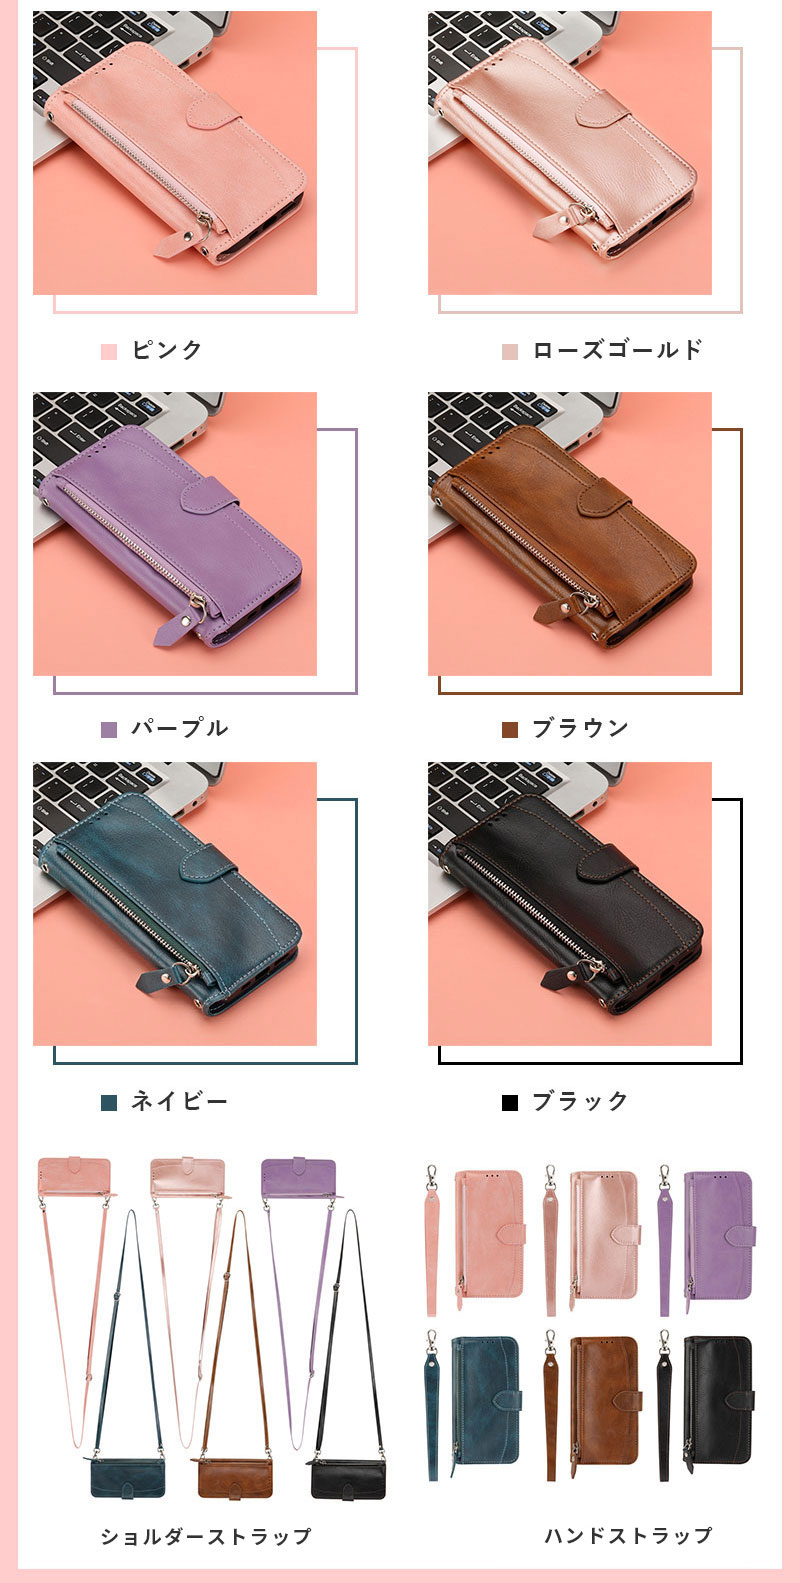 ピンク
ローズゴールド
パープル
ブラウン
ネイビー
ブラック
ショルダーストラップ
ハンドストラップ